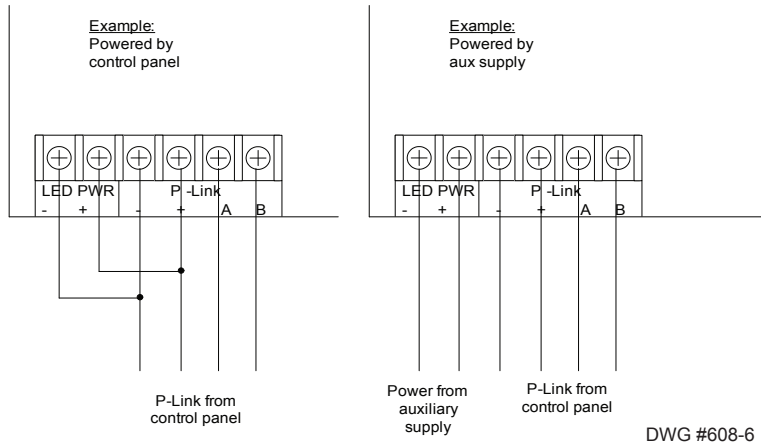 Example:
Powered by
control panel
LED PWR
P -Link
- + - + A B
P-Link from
control panel
Example:
Powered by
aux supply
LED PWR
P -Link
- + - + A B
Power from
auxiliary
supply
P-Link from
control panel
DWG #608-6